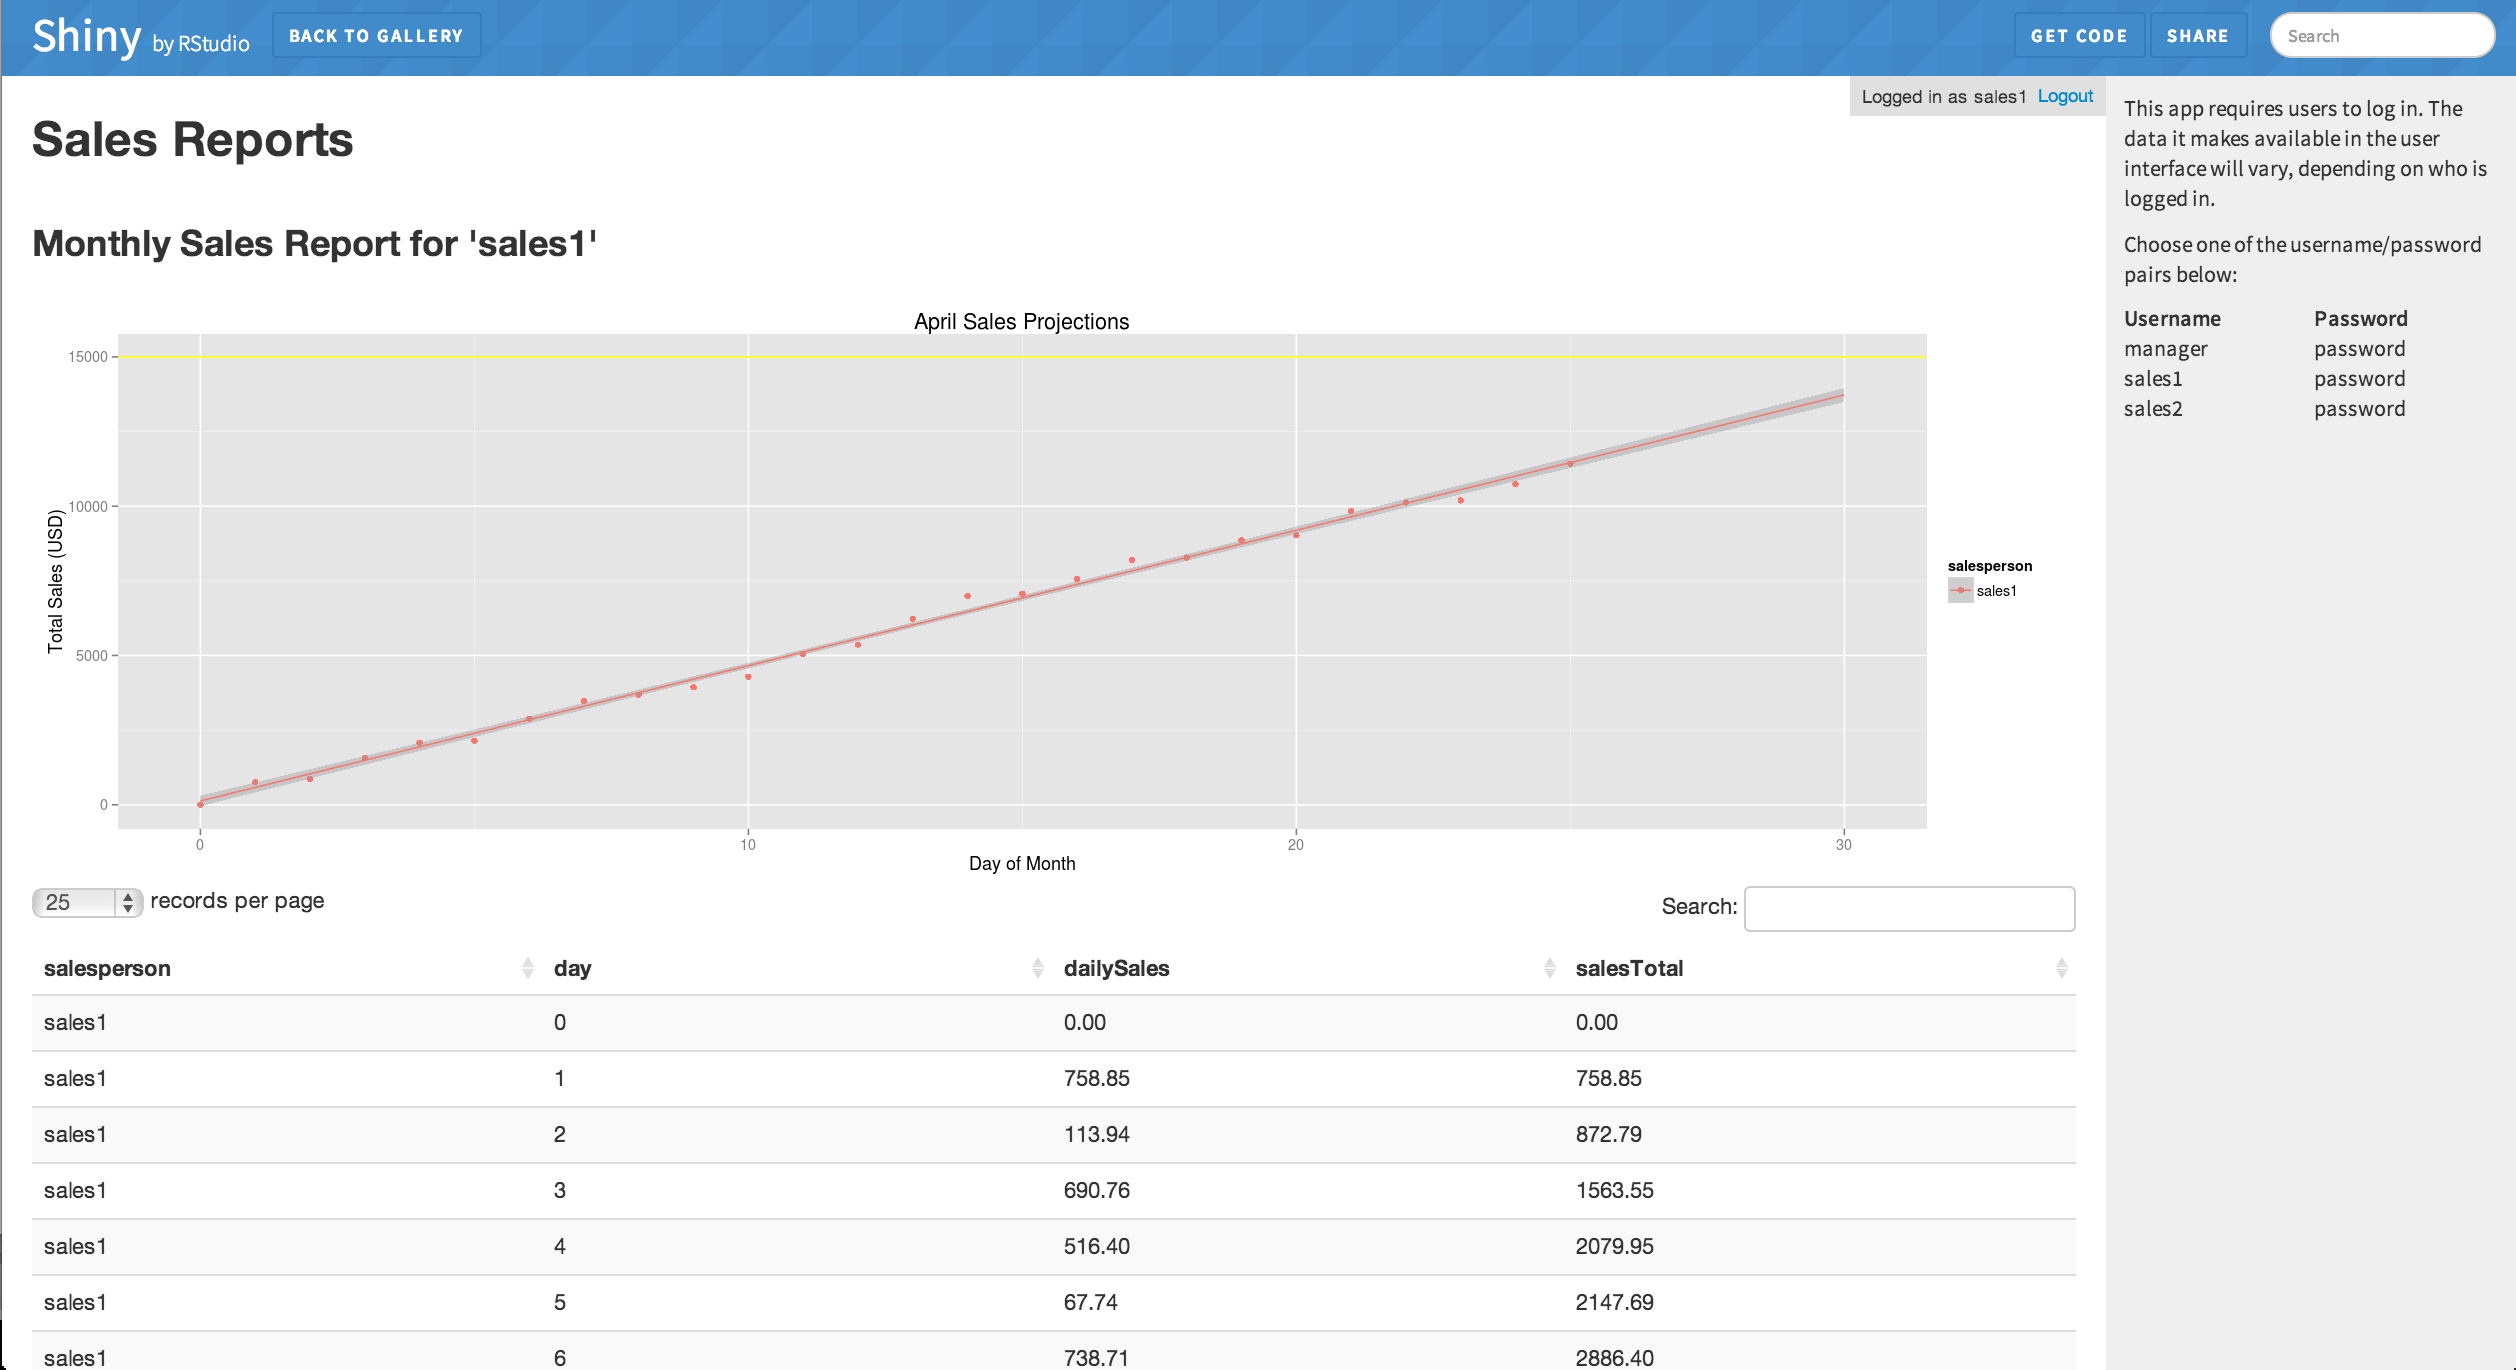 Shiny by RStudio BACK TO GALLERY GET CODE SHARE Search
Logged in as sales1 Logout
Sales Reports
Monthly Sales Report for 'sales1'
April Sales Projections
15000
10000
5000
0
Total Sales (USD)
0 10 20 30
Day of Month
salesperson
sales1
25 records per page
Search:
salesperson day dailySales salesTotal
sales1 0 0.00 0.00
sales1 1 758.85 758.85
sales1 2 113.94 872.79
sales1 3 690.76 1563.55
sales1 4 516.40 2079.95
sales1 5 67.74 2147.69
sales1 6 738.71 2886.40
This app requires users to log in. The
data it makes available in the user
interface will vary, depending on who is
logged in.
Choose one of the username/password
pairs below:
Username Password
manager password
sales1 password
sales2 password